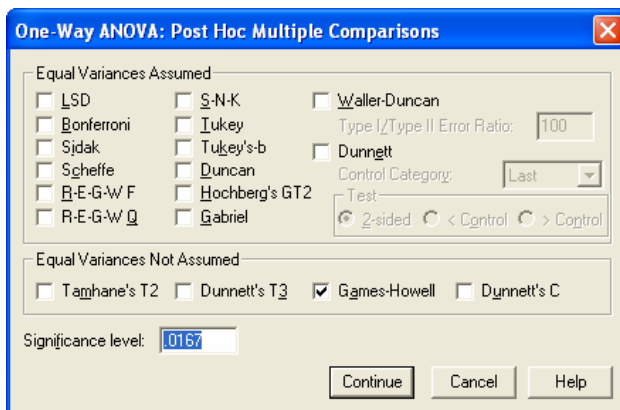 One-Way ANOVA: Post Hoc Multiple Comparisons
Equal Variances Assumed
LSD
Bonferroni
Sidak
Scheffe
R-E-G-W F
R-E-G-W Q
S-N-K
Tukey
Tukey's-b
Duncan
Hochberg's GT2
Gabriel
Waller-Duncan
Type I/Type II Error Ratio: 100
Dunnett
Control Category: Last
Test
2-sided < Control > Control
Equal Variances Not Assumed
Tamhane's T2 Dunnett's T3 Games-Howell Dunnett's C
Significance level: .0167
Continue Cancel Help